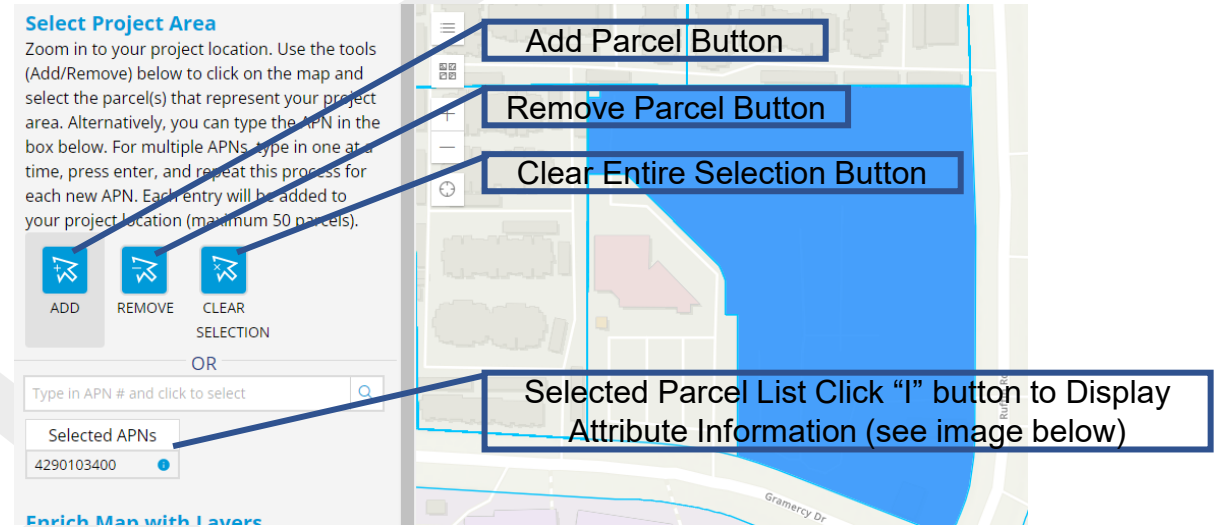 Select Project Area
Zoom in to your project location. Use the tools
(Add/Remove) below to click on the map and
select the parcel(s) that represent your project
area. Alternatively, you can type the APN in the
box below. For multiple APNs, type in one at a
time, press enter, and repeat this process for
each new APN. Each entry will be added to
your project location (maximum 50 parcels).
ADD
REMOVE
CLEAR
SELECTION
OR
Type in APN # and click to select
Selected APNs
4290103400
Enrich Map with Layers
Add Parcel Button
Remove Parcel Button
Clear Entire Selection Button
Selected Parcel List Click “I” button to Display
Attribute Information (see image below)
Gramercy Dr